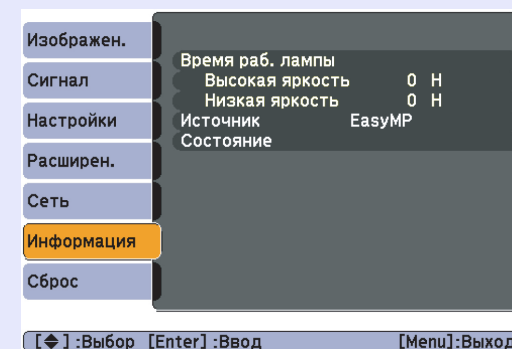 Изображен.
Сигнал
Настройки
Расширен.
Сеть
Информация
Сброс
Время раб. лампы
Высокая яркость 0 H
Низкая яркость 0 H
Источник EasyMP
Состояние
[◆] :Выбор [Enter] :Ввод [Menu]:Выход